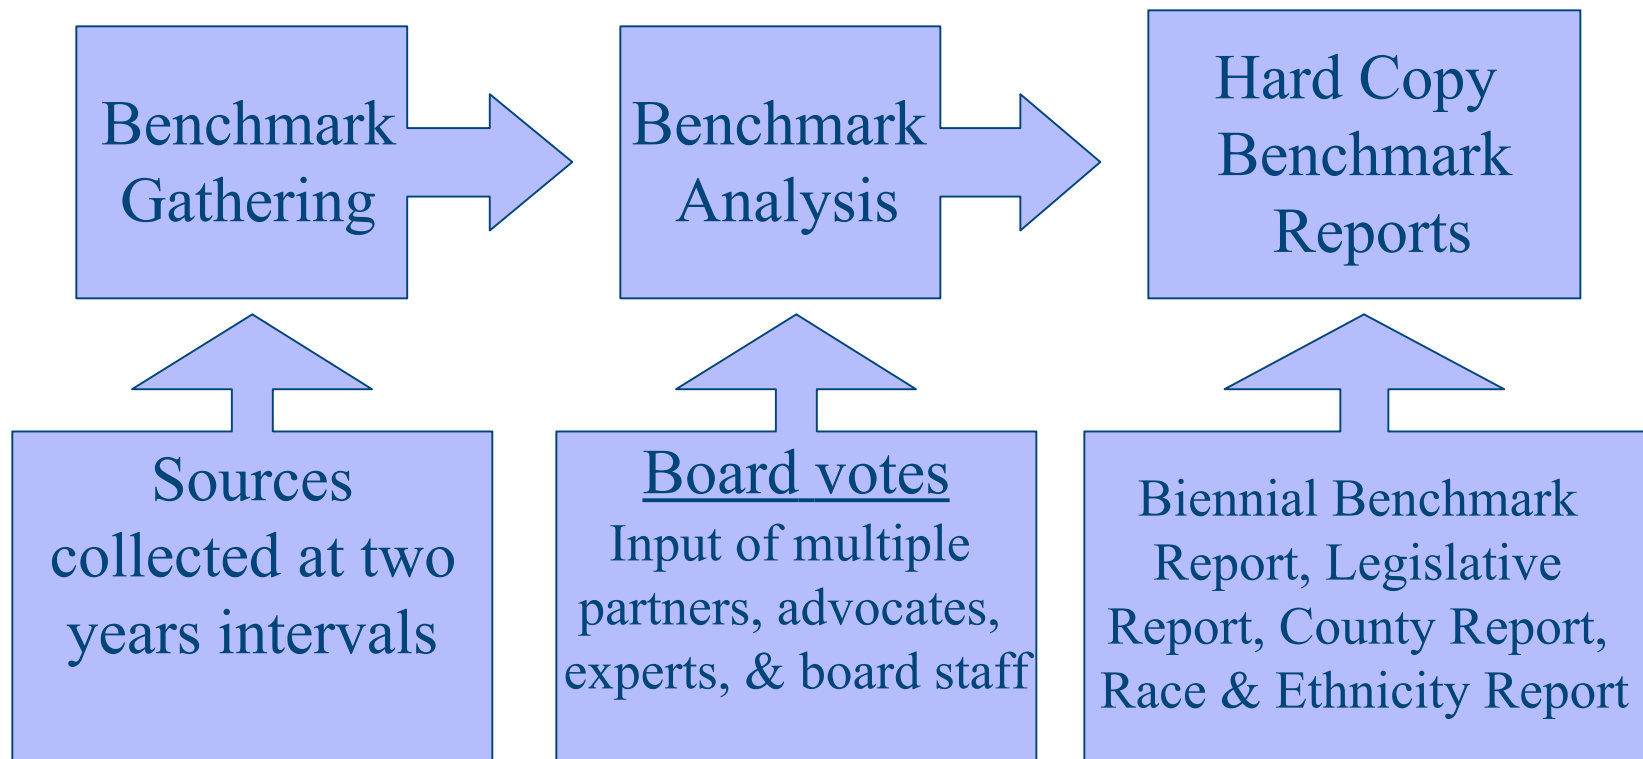 Benchmark
Gathering
Benchmark
Analysis
Hard Copy
Benchmark
Reports
Sources
collected at two
years intervals
Board votes
Input of multiple
partners, advocates,
experts, & board staff
Biennial Benchmark
Report, Legislative
Report, County Report,
Race & Ethnicity Report